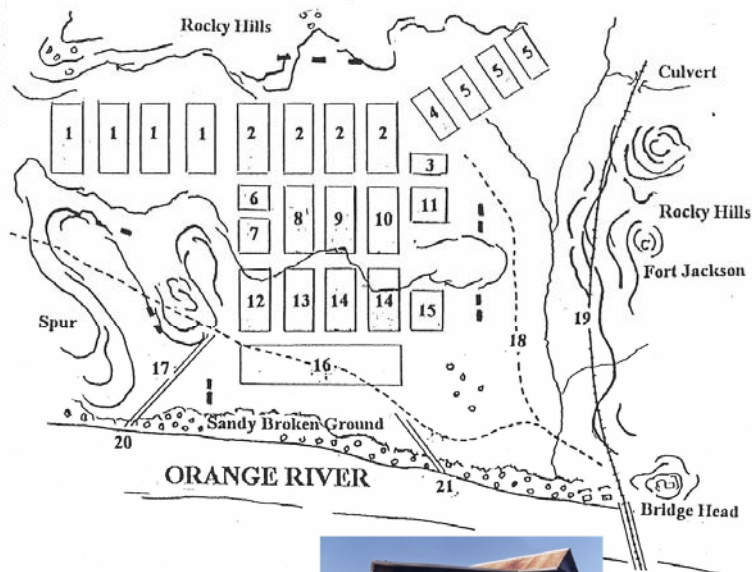 Rocky Hills
Culvert
1 1 1 1 2 2 2 2 4 5 5 5
3
6 8 9 10 11
7
Rocky Hills
Fort Jackson
12 13 14 14 15
Spur
17 16 18 19
20
Sandy Broken Ground
21
ORANGE RIVER
Bridge Head